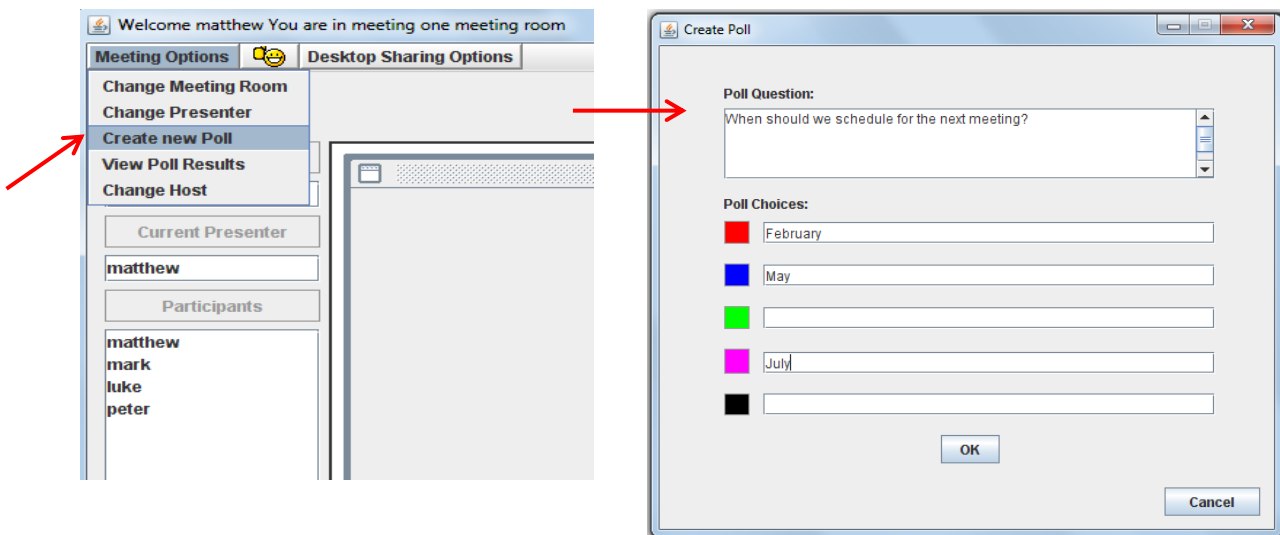 Welcome matthew You are in meeting one meeting room
Meeting Options
Desktop Sharing Options
Change Meeting Room
Change Presenter
Create new Poll
View Poll Results
Change Host
Current Presenter
matthew
Participants
matthew
mark
luke
peter
Create Poll
Poll Question:
When should we schedule for the next meeting?
Poll Choices:
February
May
July
OK
Cancel